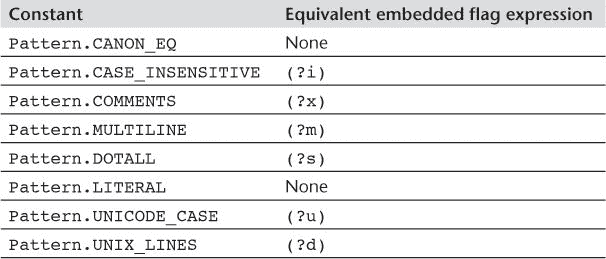 Constant Equivalent embedded flag expression
Pattern.CANON_EQ None
Pattern.CASE_INSENSITIVE (?i)
Pattern.COMMENTS (?x)
Pattern.MULTILINE (?m)
Pattern.DOTALL (?s)
Pattern.LITERAL None
Pattern.UNICODE_CASE (?u)
Pattern.UNIX_LINES (?d)